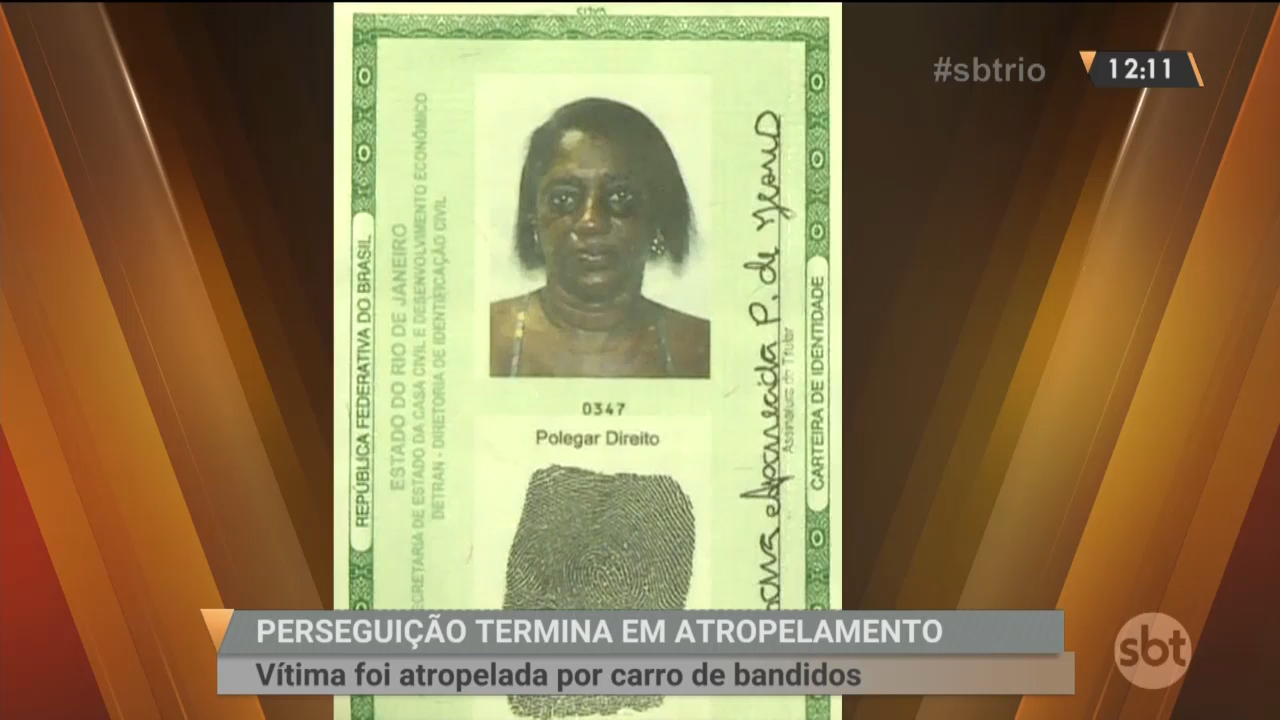 #sbtrio
12:11
REPÚBLICA FEDERATIVA DO BRASIL
ESTADO DO RIO DE JANEIRO
SECRETARIA DE ESTADO DA CASA CIVIL E DESENVOLVIMENTO ECONÔMICO
DETRAN - DIRETORIA DE IDENTIFICAÇÃO CIVIL
0347
Polegar Direito
Aparecida P. de
Assinatura do Titular
CARTEIRA DE IDENTIDADE
PERSEGUIÇÃO TERMINA EM ATROPELAMENTO
Vítima foi atropelada por carro de bandidos
sbt